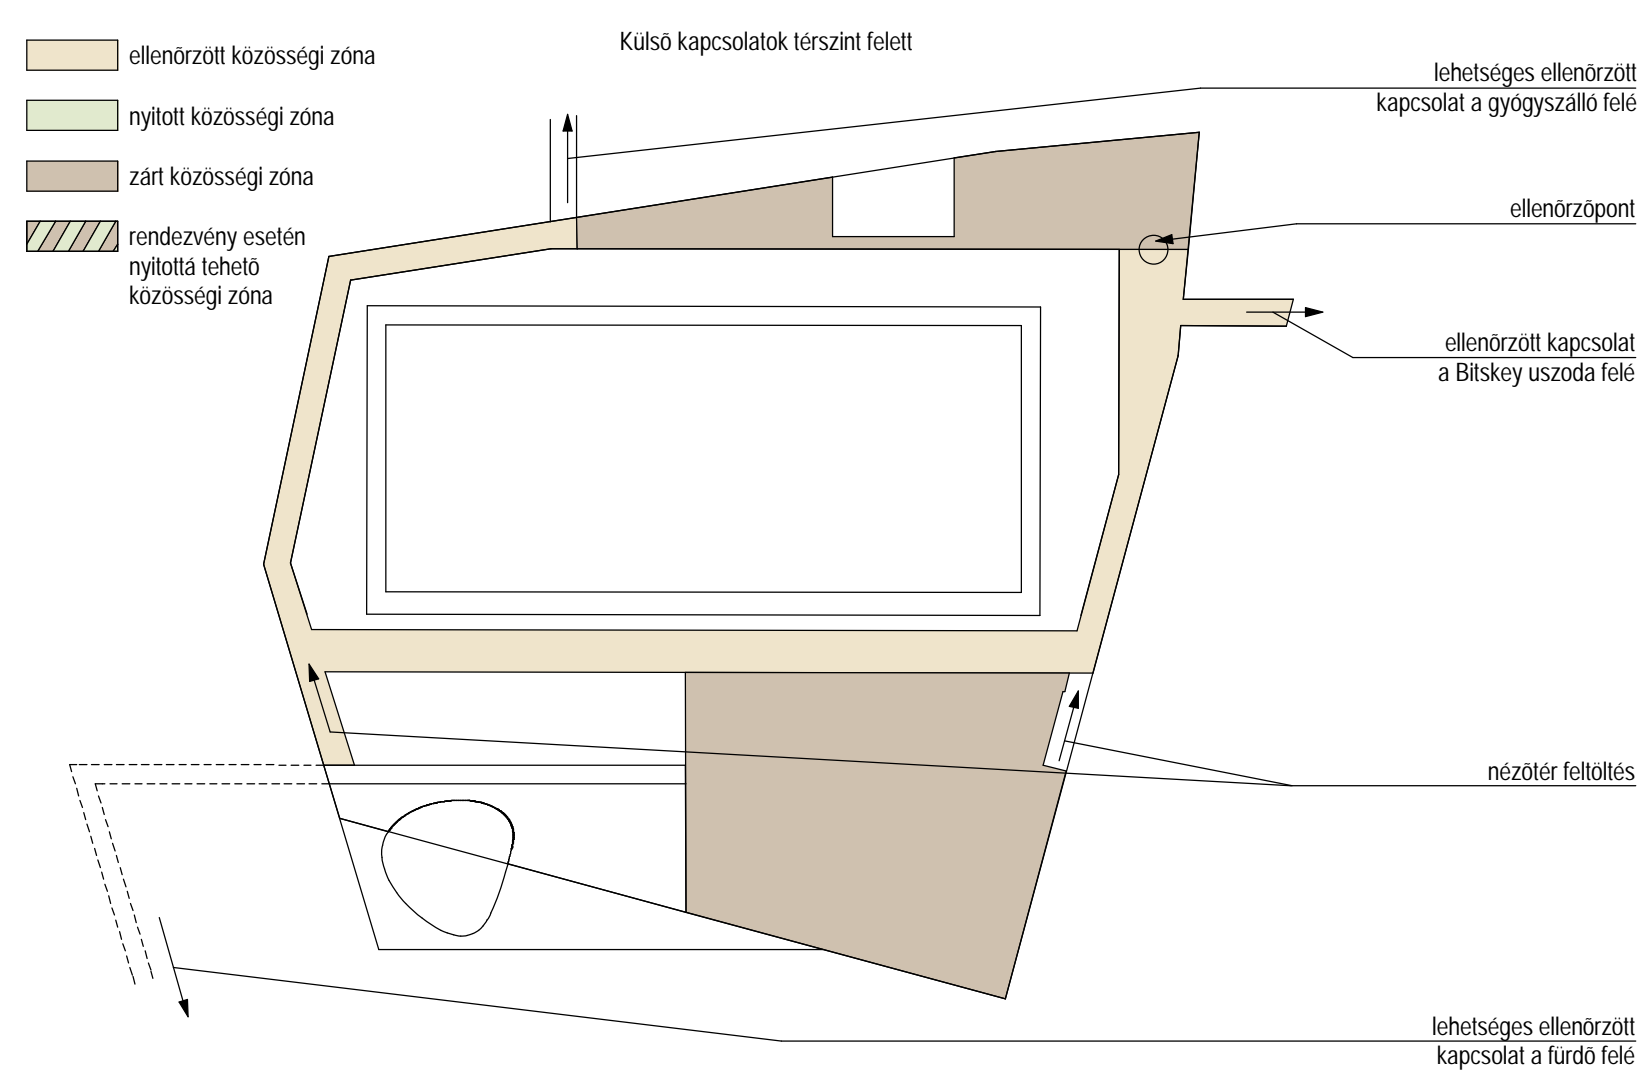 Külsõ kapcsolatok térszint felett
ellenõrzött közösségi zóna
nyitott közösségi zóna
zárt közösségi zóna
rendezvény esetén
nyitottá tehetõ
közösségi zóna
lehetséges ellenõrzött
kapcsolat a gyógyszálló felé
ellenõrzõpont
ellenõrzött kapcsolat
a Bitskey uszoda felé
nézõtér feltöltés
lehetséges ellenõrzött
kapcsolat a fürdõ felé